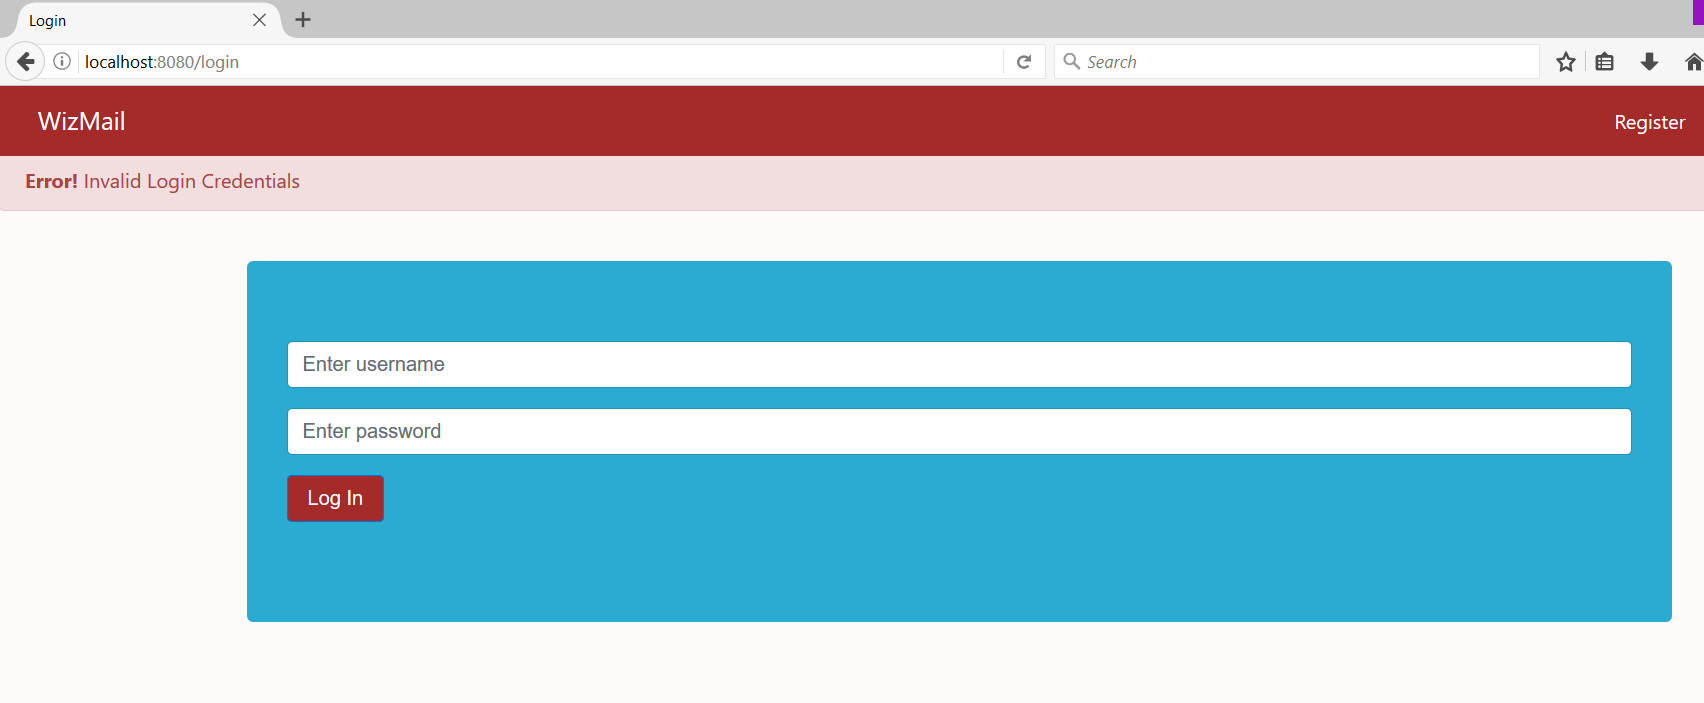 Login
localhost:8080/login
Search
WizMail
Register
Error! Invalid Login Credentials
Enter username
Enter password
Log In